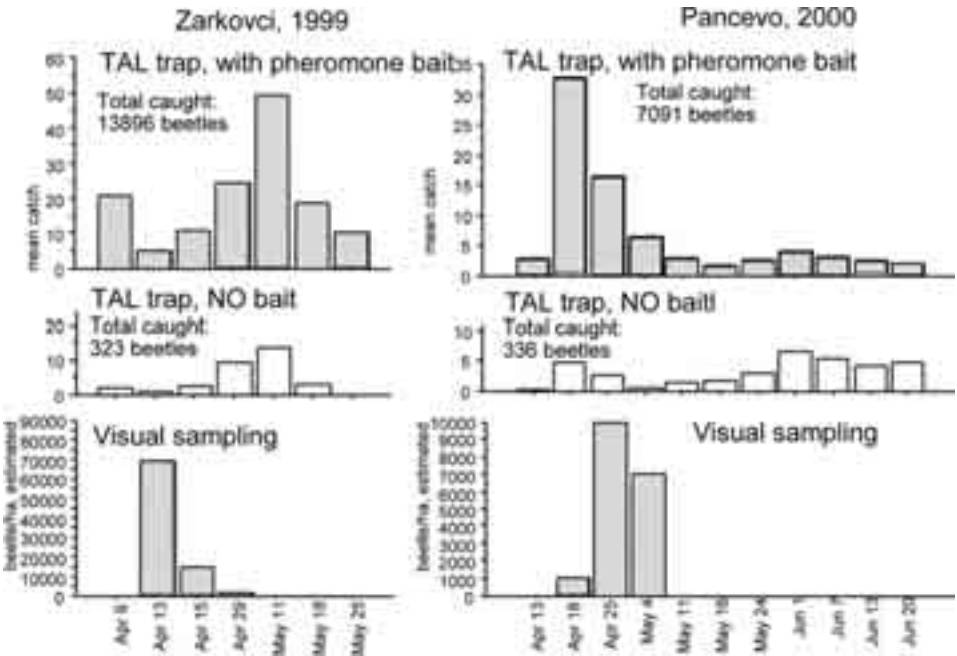 Zarkovci, 1999
Pancevo, 2000
60
50
40
30
20
10
0
mean catch
TAL trap, with pheromone bait
Total caught:
13896 beetles
35
30
25
20
15
10
5
0
mean catch
TAL trap, with pheromone bait
Total caught:
7091 beetles
20
10
0
TAL trap, NO bait
Total caught:
323 beetles
10
5
0
TAL trap, NO bait!
Total caught:
336 beetles
90000
80000
70000
60000
50000
40000
30000
20000
10000
0
beetls/ha, estimated
Visual sampling
Apr 13
Apr 15
Apr 29
May 11
May 18
May 25
10000
9000
8000
7000
6000
5000
4000
3000
2000
1000
0
beetls/ha, estimated
Visual sampling
Apr 13
Apr 18
Apr 25
May 4
May 11
May 16
May 24
Jun 1
Jun 7
Jun 13
Jun 20